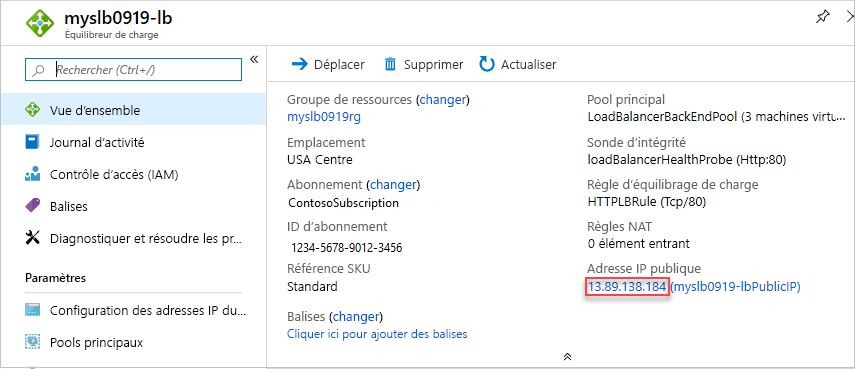 myslb0919-lb
Équilibreur de charge
Rechercher (Ctrl+/)
Vue d'ensemble
Journal d'activité
Contrôle d'accès (IAM)
Balises
Diagnostiquer et résoudre les pr...
Paramètres
Configuration des adresses IP du...
Pools principaux
Déplacer
Supprimer
Actualiser
Groupe de ressources (changer)
myslb0919rg
Emplacement
USA Centre
Abonnement (changer)
ContosoSubscription
ID d'abonnement
1234-5678-9012-3456
Référence SKU
Standard
Balises (changer)
Cliquer ici pour ajouter des balises
Pool principal
LoadBalancerBackEndPool (3 machines virtu...
Sonde d'intégrité
loadBalancerHealthProbe (Http:80)
Règle d'équilibrage de charge
HTTPLBRule (Tcp/80)
Règles NAT
0 élément entrant
Adresse IP publique
13.89.138.184 (myslb0919-lbPublicIP)